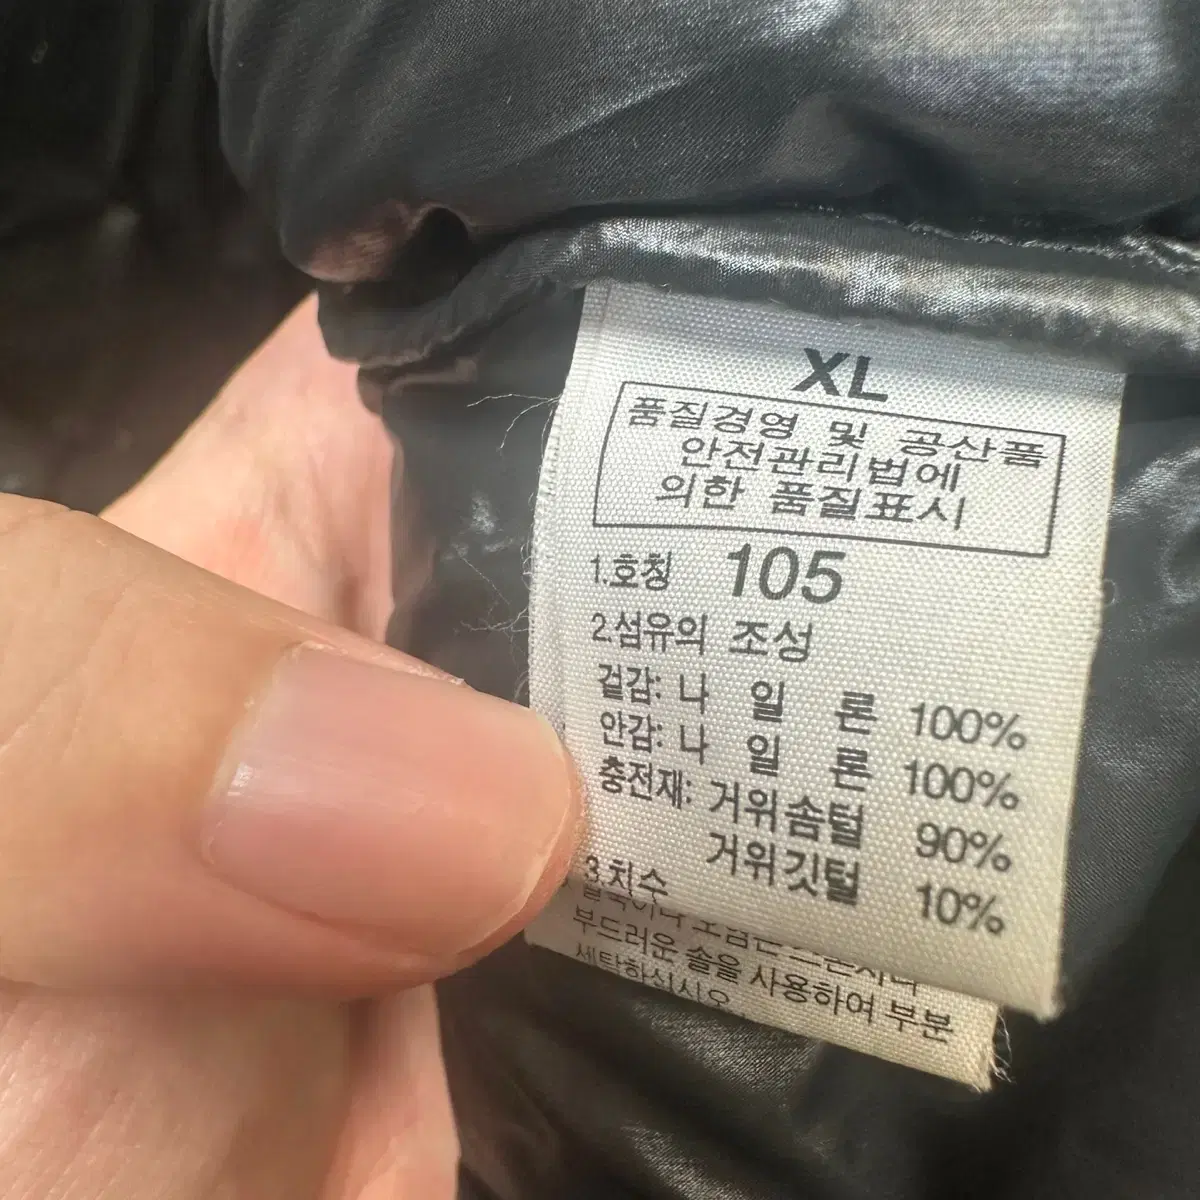 XL
품질경영 및 공산품
안전관리법에
의한 품질표시
1.호칭 105
2.섬유의 조성
겉감: 나 일 론 100%
안감: 나 일 론 100%
충전재: 거위솜털 90%
거위깃털 10%
3.치수
부드러운 솔을 사용하여 부분
세탁하십시오.